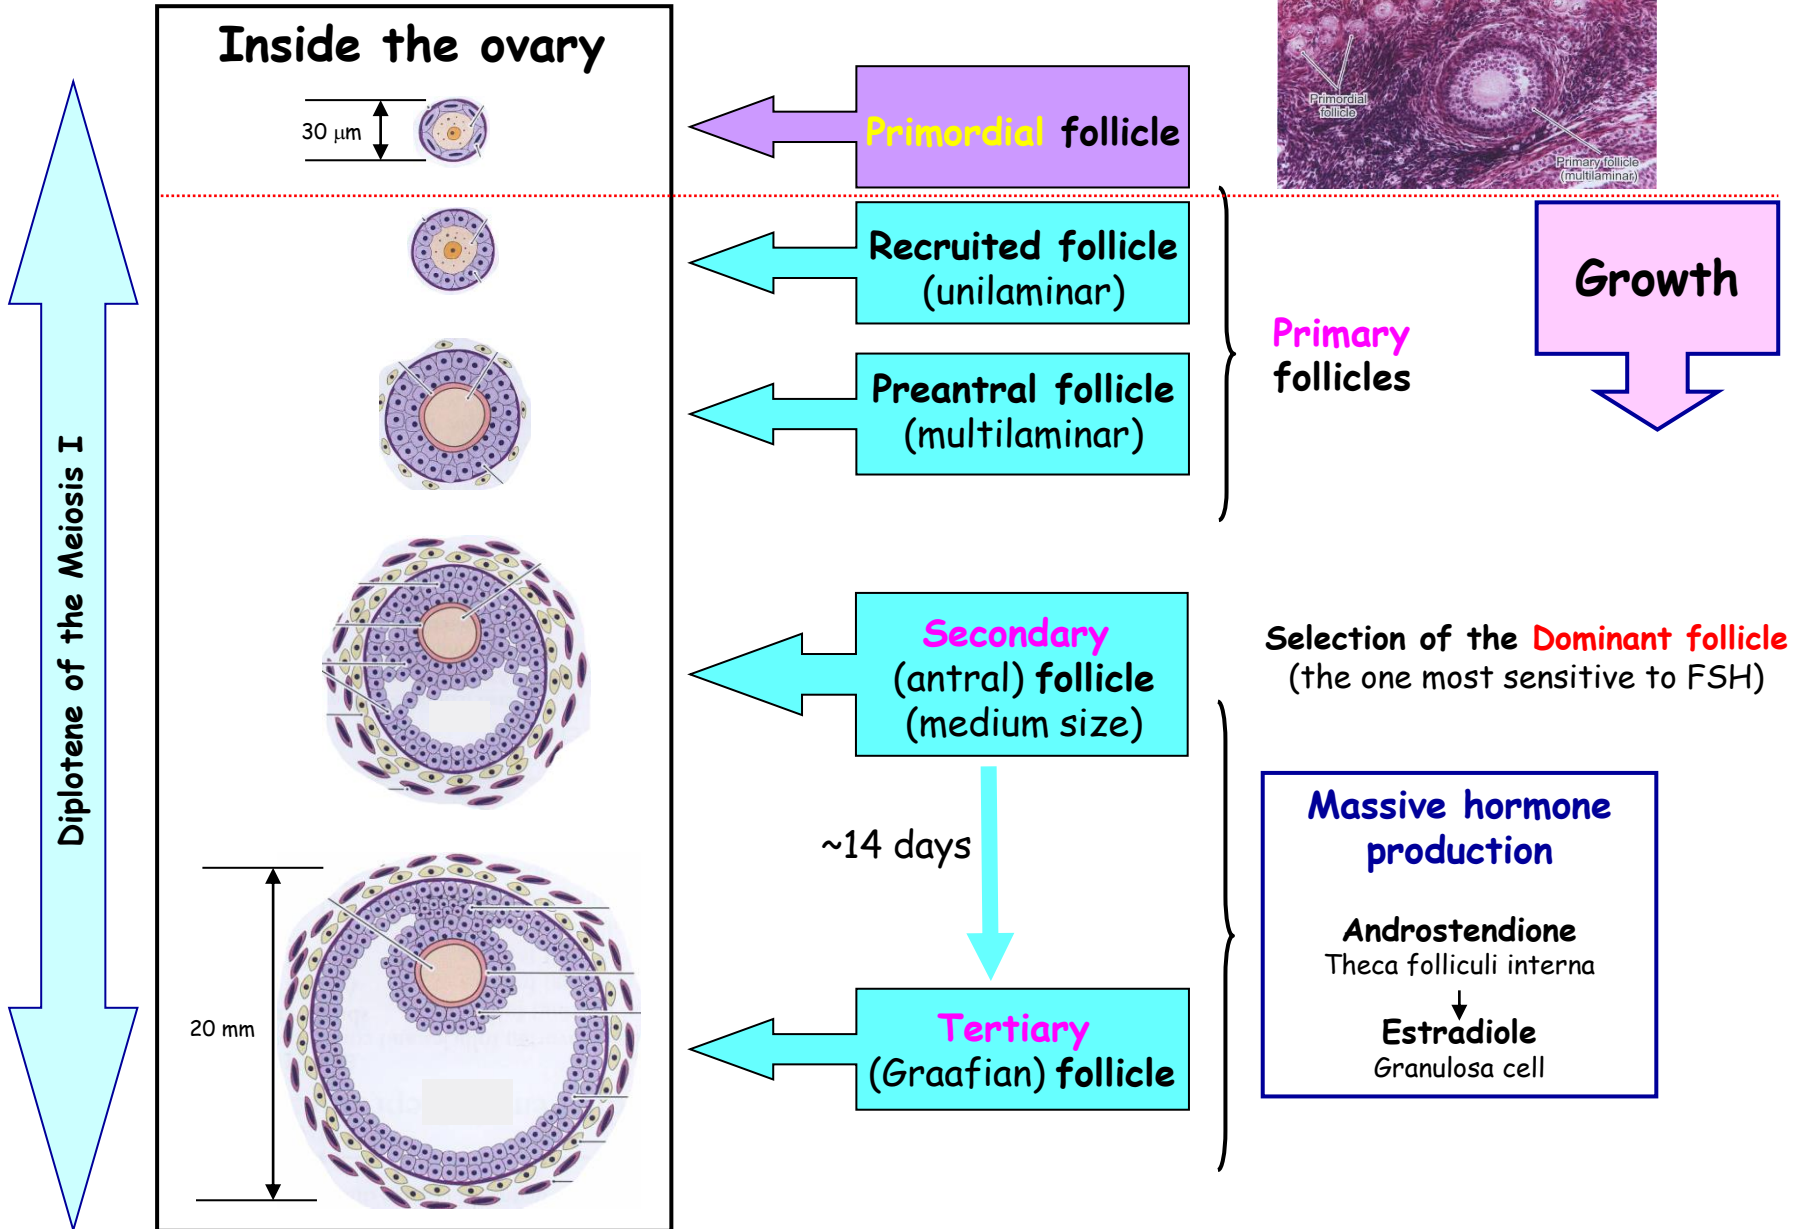 Inside the ovary
30 µm
Primordial follicle
Primordial
follicle
Primary follicle
(multilaminar)
Recruited follicle
(unilaminar)
Growth
Primary
follicles
Preantral follicle
(multilaminar)
Diplotene of the Meiosis I
Secondary
(antral) follicle
(medium size)
Selection of the Dominant follicle
(the one most sensitive to FSH)
~14 days
Massive hormone
production
Androstendione
Theca folliculi interna
Estradiole
Granulosa cell
20 mm
Tertiary
(Graafian) follicle